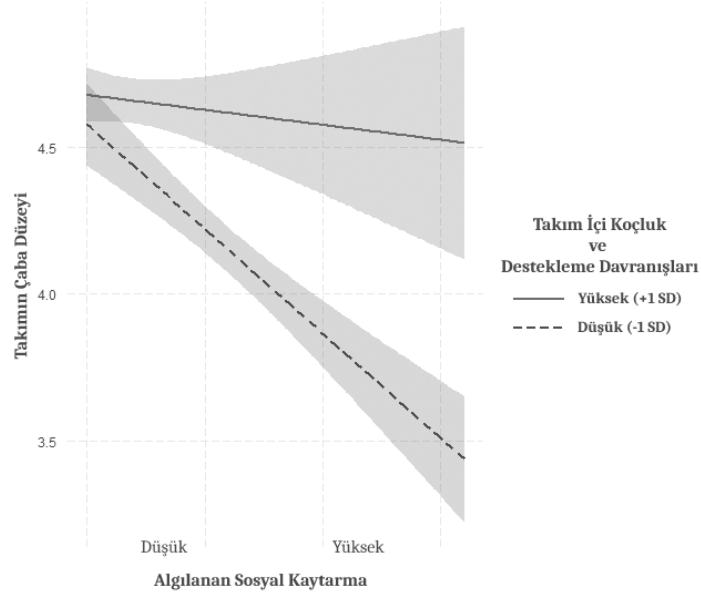 Takımın Çaba Düzeyi
4.5
4.0
3.5
Düşük
Yüksek
Algılanan Sosyal Kaytarma
Takım İçi Koçluk
ve
Destekleme Davranışları
Yüksek (+1 SD)
Düşük (-1 SD)